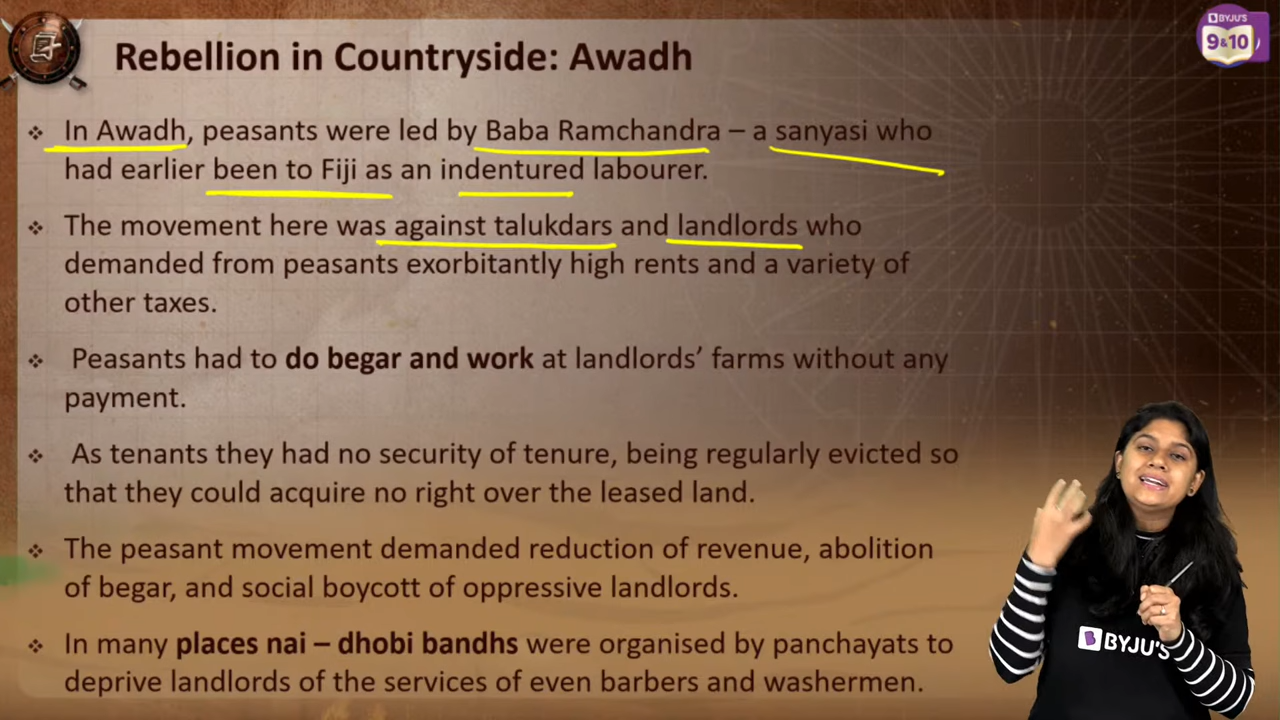 Rebellion in Countryside: Awadh
BYJU'S
9&10
❖ In Awadh, peasants were led by Baba Ramchandra – a sanyasi who
had earlier been to Fiji as an indentured labourer.
❖ The movement here was against talukdars and landlords who
demanded from peasants exorbitantly high rents and a variety of
other taxes.
❖ Peasants had to do begar and work at landlords’ farms without any
payment.
❖ As tenants they had no security of tenure, being regularly evicted so
that they could acquire no right over the leased land.
❖ The peasant movement demanded reduction of revenue, abolition
of begar, and social boycott of oppressive landlords.
❖ In many places nai – dhobi bandhs were organised by panchayats to
deprive landlords of the services of even barbers and washermen.
BYJU'S